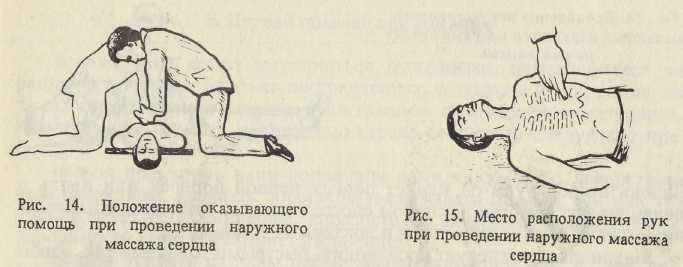 Рис. 14. Положение оказывающего
помощь при проведении наружного
массажа сердца
Рис. 15. Место расположения рук
при проведении наружного массажа
сердца